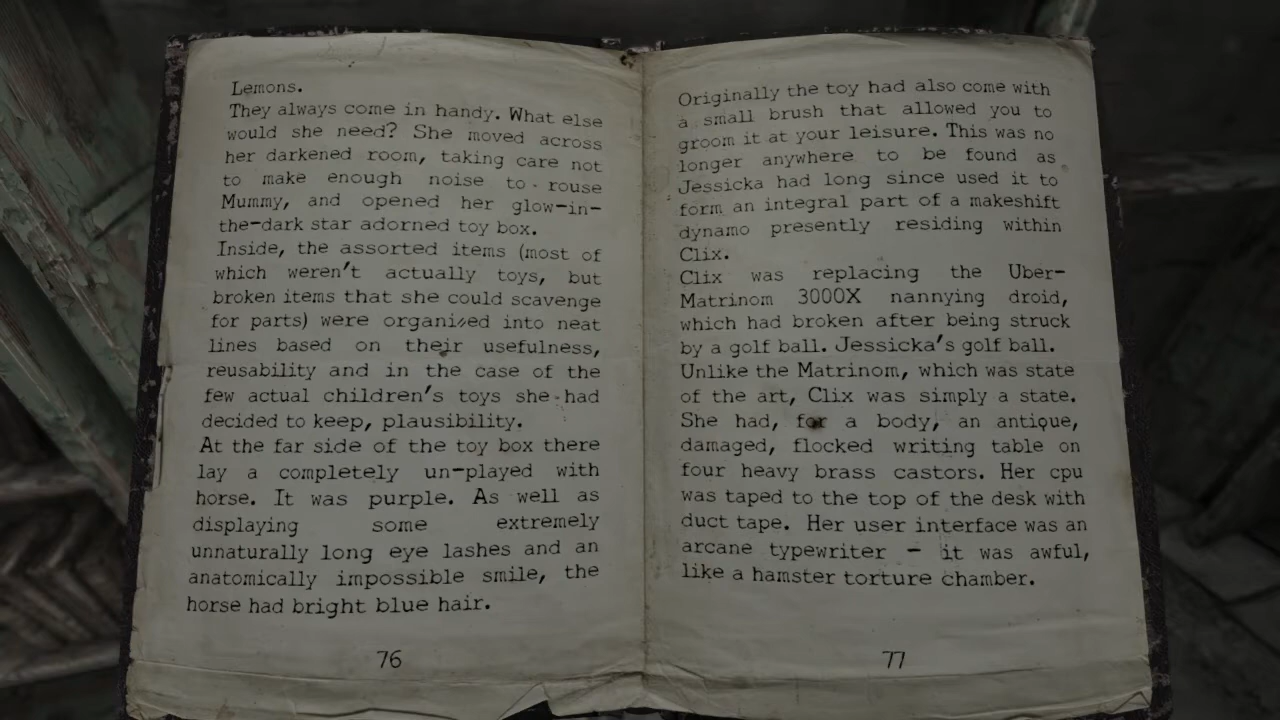 Lemons.
They always come in handy. What else
would she need? She moved across
her darkened room, taking care not
to make enough noise to rouse
Mummy, and opened her glow-in-
the-dark star adorned toy box.
Inside, the assorted items (most of
which weren't actually toys, but
broken items that she could scavenge
for parts) were organised into neat
lines based on their usefulness,
reusability and in the case of the
few actual children's toys she had
decided to keep, plausibility.
At the far side of the toy box there
lay a completely un-played with
horse. It was purple. As well as
displaying some extremely
unnaturally long eye lashes and an
anatomically impossible smile, the
horse had bright blue hair.
76
Originally the toy had also come with
a small brush that allowed you to
groom it at your leisure. This was no
longer anywhere to be found as
Jessicka had long since used it to
form an integral part of a makeshift
dynamo presently residing within
Clix.
Clix was replacing the Uber-
Matrinom 3000X nannying droid,
which had broken after being struck
by a golf ball. Jessicka's golf ball.
Unlike the Matrinom, which was state
of the art, Clix was simply a state.
She had, for a body, an antique,
damaged, flocked writing table on
four heavy brass castors. Her cpu
was taped to the top of the desk with
duct tape. Her user interface was an
arcane typewriter - it was awful,
like a hamster torture chamber.
77